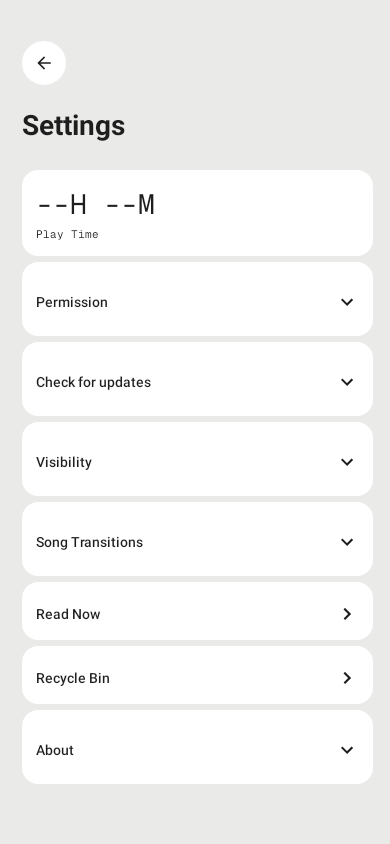 Settings
--H --M
Play Time
Permission
Check for updates
Visibility
Song Transitions
Read Now
Recycle Bin
About